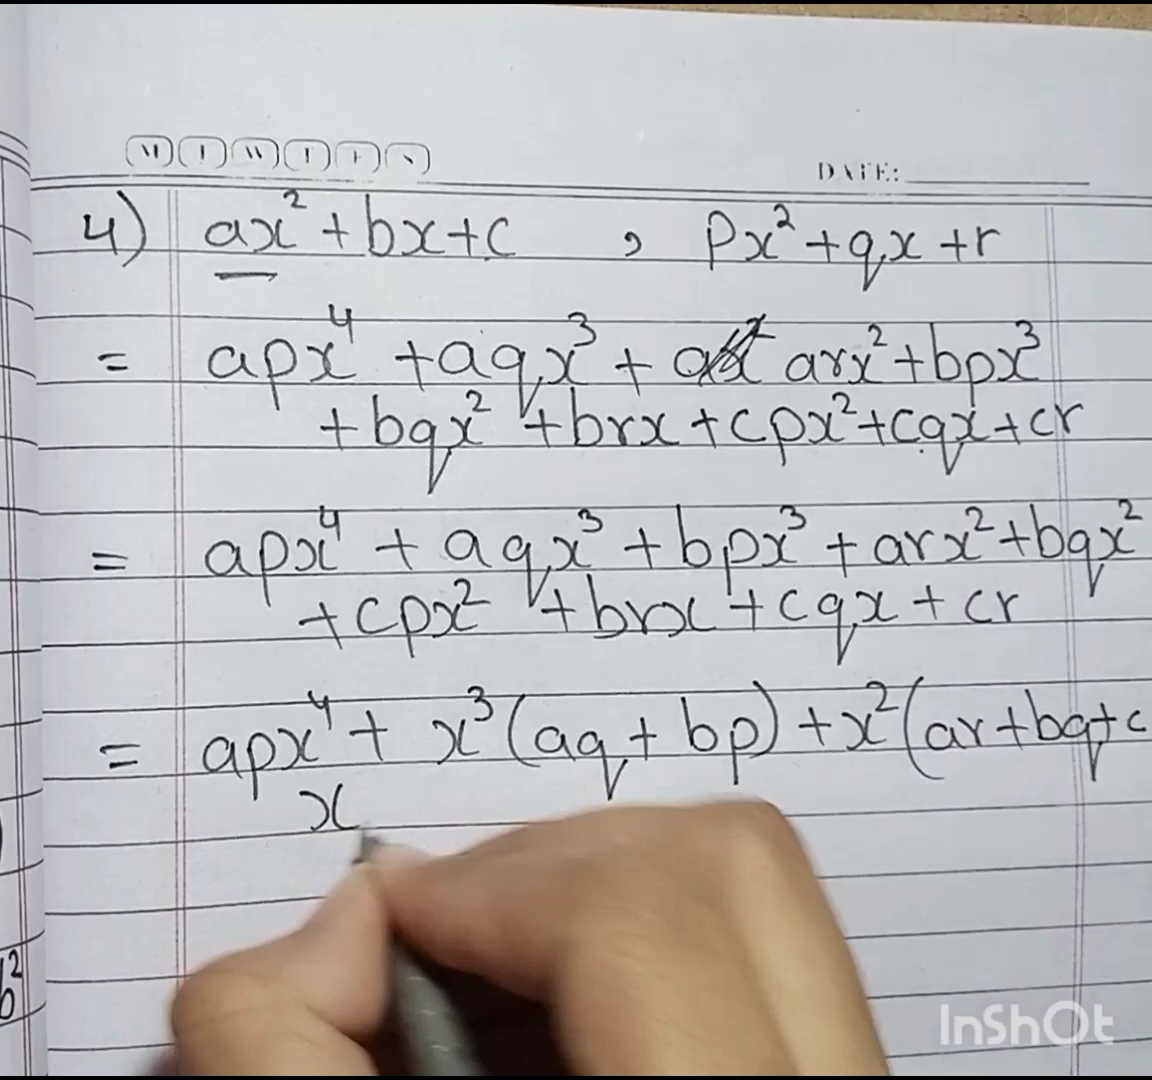 M T W T F S
DATE:
4) ax² + bx + c , px² + qx + r
= apx⁴ + aqx³ + arx² + bpx³
+ bqx² + brx + cpx² + cqx + cr
= apx⁴ + aqx³ + bpx³ + arx² + bqx²
+ cpx² + brx + cqx + cr
= apx⁴ + x³(aq + bp) + x²(ar + bq + c
x
b²
InShOt